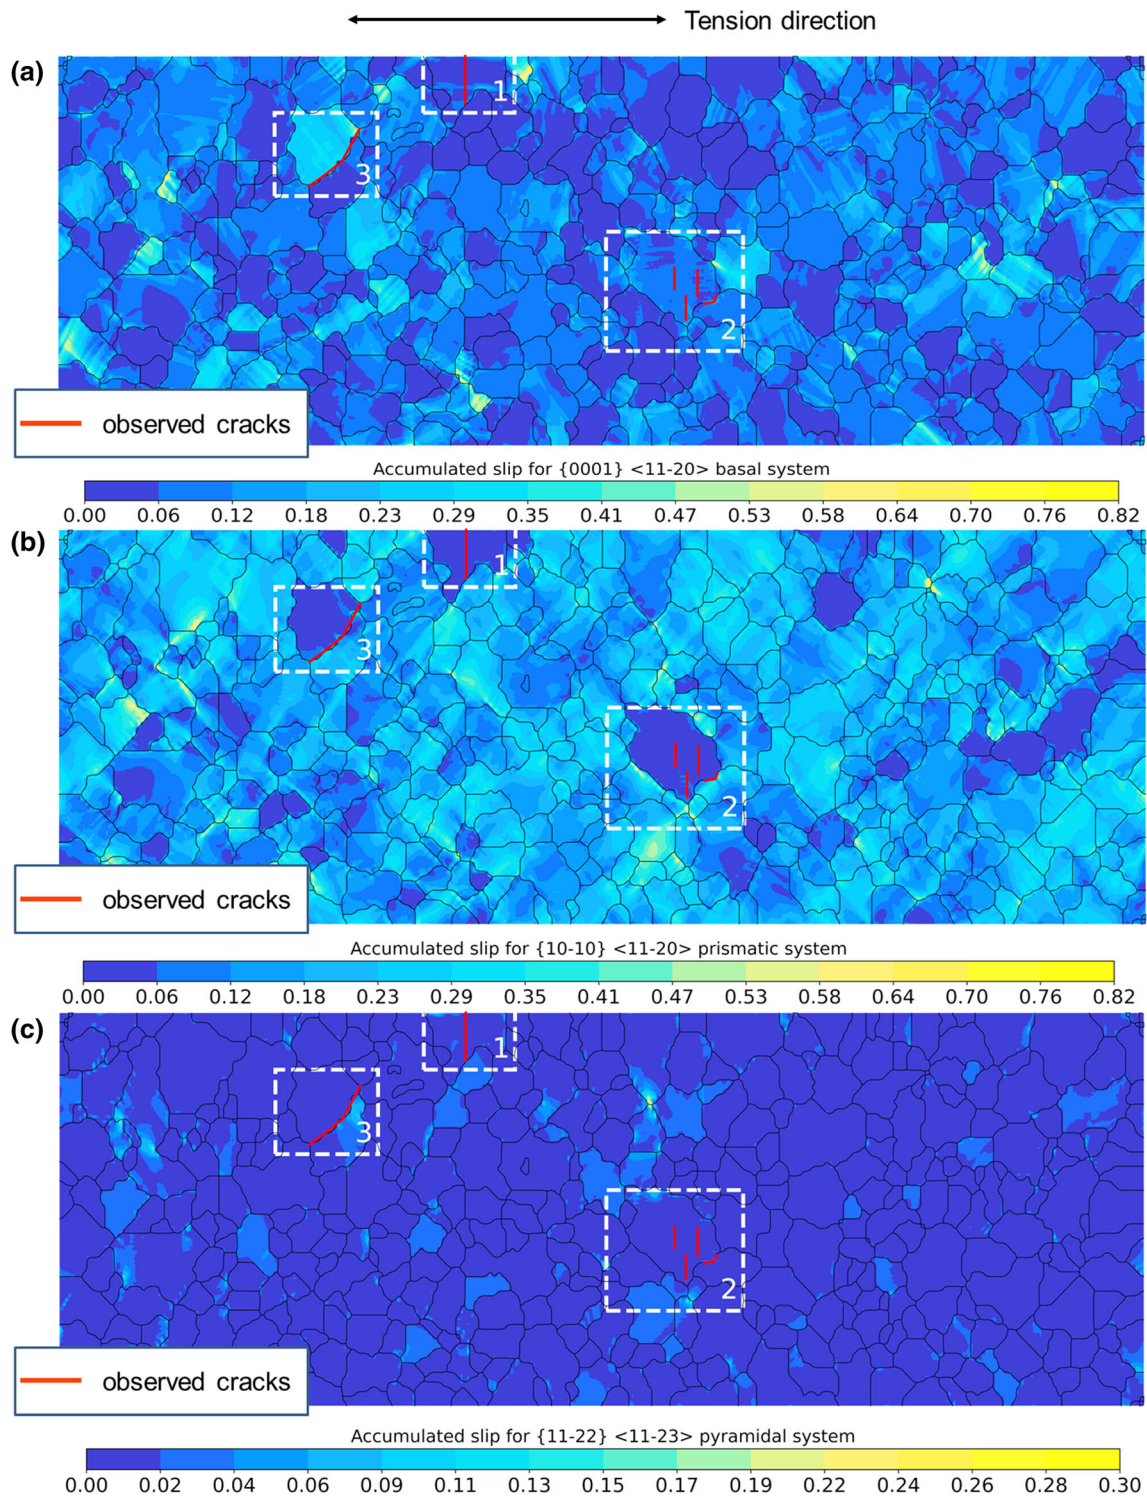 Tension direction
(a)
1
3
2
observed cracks
Accumulated slip for {0001} <11-20> basal system
0.00 0.06 0.12 0.18 0.23 0.29 0.35 0.41 0.47 0.53 0.58 0.64 0.70 0.76 0.82
(b)
1
3
2
observed cracks
Accumulated slip for {10-10} <11-20> prismatic system
0.00 0.06 0.12 0.18 0.23 0.29 0.35 0.41 0.47 0.53 0.58 0.64 0.70 0.76 0.82
(c)
1
3
2
observed cracks
Accumulated slip for {11-22} <11-23> pyramidal system
0.00 0.02 0.04 0.06 0.09 0.11 0.13 0.15 0.17 0.19 0.22 0.24 0.26 0.28 0.30